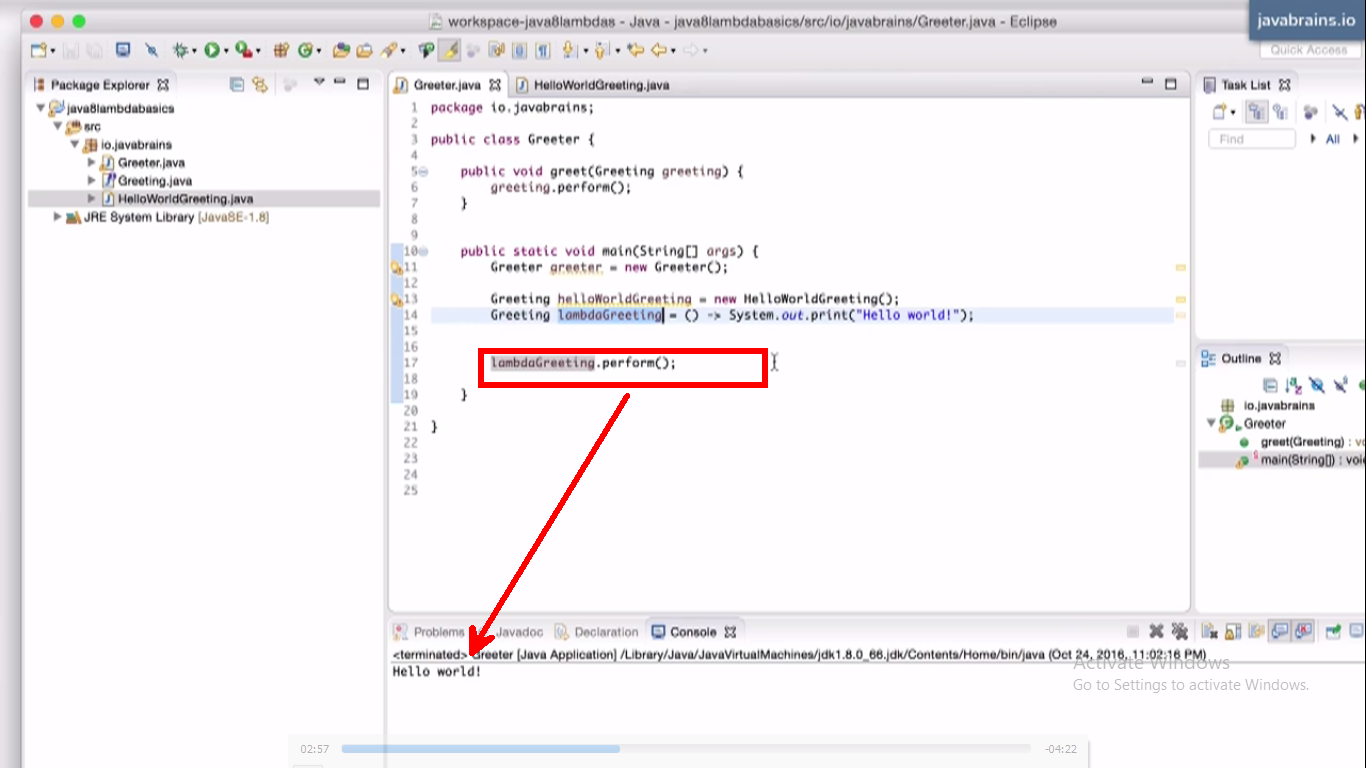 workspace-java8lambdas - Java - java8lambdabasics/src/io/javabrains/Greeter.java - Eclipse
javabrains.io
Quick Access
Package Explorer
java8lambdabasics
src
io.javabrains
Greeter.java
Greeting.java
HelloWorldGreeting.java
JRE System Library [JavaSE-1.8]
Greeter.java
HelloWorldGreeting.java
1 package io.javabrains;
2
3 public class Greeter {
4
5 public void greet(Greeting greeting) {
6 greeting.perform();
7 }
8
9
10 public static void main(String[] args) {
11 Greeter greeter = new Greeter();
12
13 Greeting helloWorldGreeting = new HelloWorldGreeting();
14 Greeting lambdaGreeting = () -> System.out.print("Hello world!");
15
16
17 lambdaGreeting.perform();
18
19 }
20
21 }
22
23
24
25
Task List
Find
All
Outline
io.javabrains
Greeter
greet(Greeting) : vo
main(String[]) : void
Problems
Javadoc
Declaration
Console
<terminated> Greeter [Java Application] /Library/Java/JavaVirtualMachines/jdk1.8.0_66.jdk/Contents/Home/bin/java (Oct 24, 2016, 11:02:16 PM)
Hello world!
Activate Windows
Go to Settings to activate Windows.
02:57
-04:22